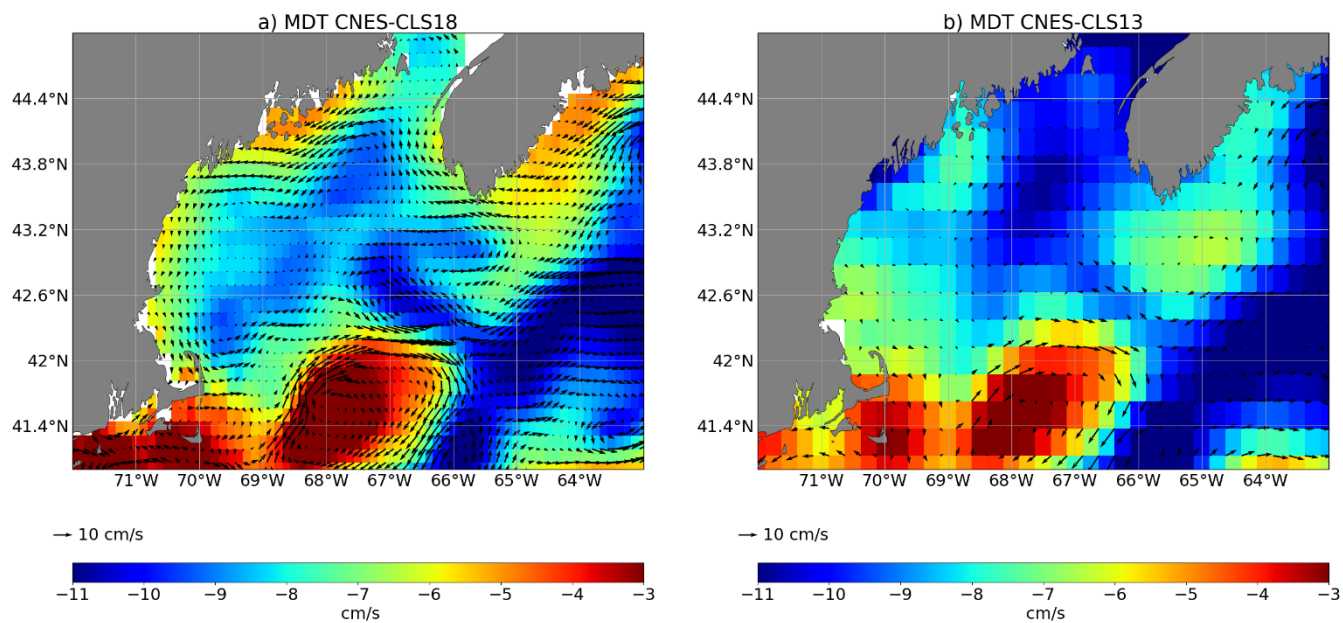 a) MDT CNES-CLS18
44.4°N
43.8°N
43.2°N
42.6°N
42°N
41.4°N
71°W 70°W 69°W 68°W 67°W 66°W 65°W 64°W
10 cm/s
−11 −10 −9 −8 −7 −6 −5 −4 −3
cm/s
b) MDT CNES-CLS13
44.4°N
43.8°N
43.2°N
42.6°N
42°N
41.4°N
71°W 70°W 69°W 68°W 67°W 66°W 65°W 64°W
10 cm/s
−11 −10 −9 −8 −7 −6 −5 −4 −3
cm/s